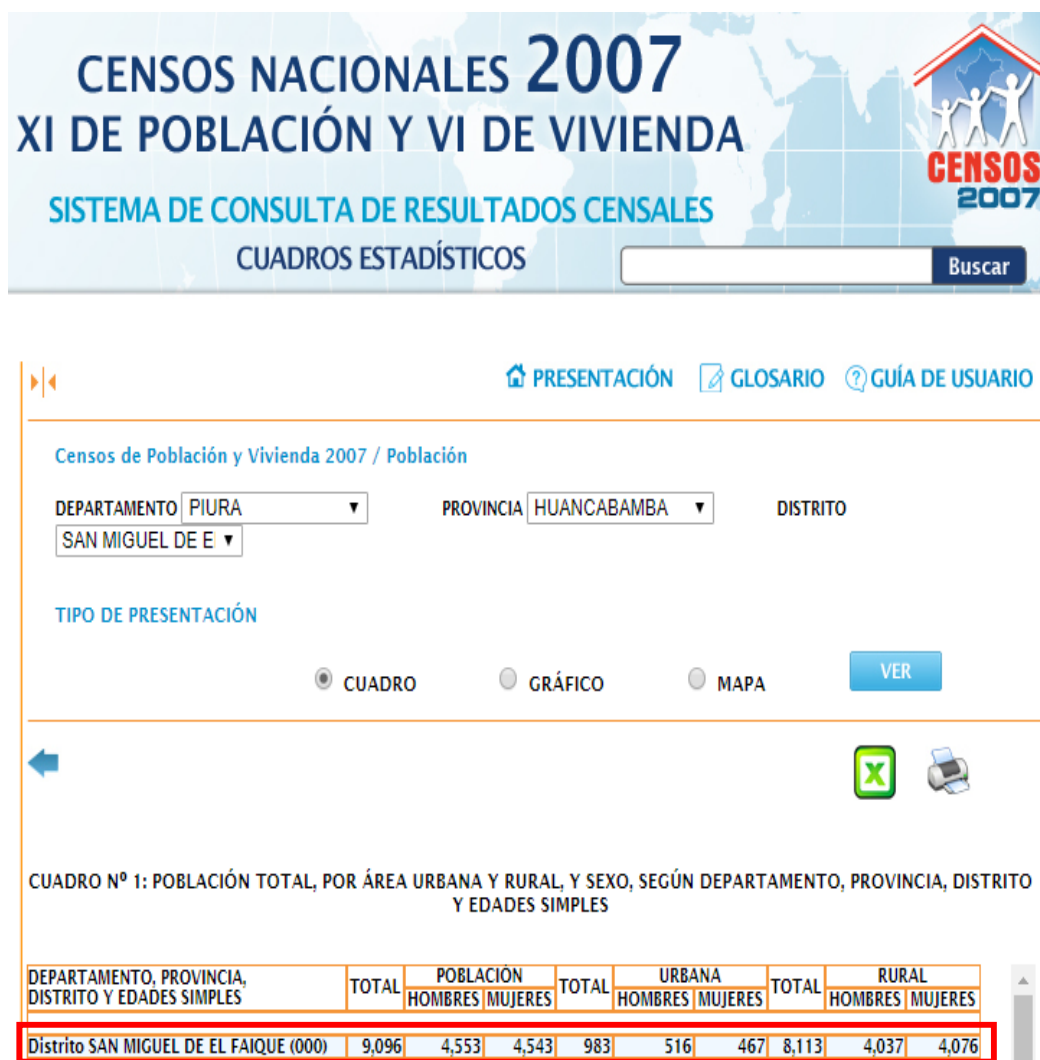 CENSOS NACIONALES 2007
XI DE POBLACIÓN Y VI DE VIVIENDA
CENSOS
2007
SISTEMA DE CONSULTA DE RESULTADOS CENSALES
CUADROS ESTADÍSTICOS
Buscar
PRESENTACIÓN GLOSARIO GUÍA DE USUARIO
Censos de Población y Vivienda 2007 / Población
DEPARTAMENTO PIURA PROVINCIA HUANCABAMBA DISTRITO
SAN MIGUEL DE E
TIPO DE PRESENTACIÓN
CUADRO GRÁFICO MAPA VER
CUADRO Nº 1: POBLACIÓN TOTAL, POR ÁREA URBANA Y RURAL, Y SEXO, SEGÚN DEPARTAMENTO, PROVINCIA, DISTRITO
Y EDADES SIMPLES
DEPARTAMENTO, PROVINCIA, TOTAL POBLACIÓN TOTAL URBANA TOTAL RURAL
DISTRITO Y EDADES SIMPLES HOMBRES MUJERES HOMBRES MUJERES HOMBRES MUJERES
Distrito SAN MIGUEL DE EL FAIQUE (000) 9,096 4,553 4,543 983 516 467 8,113 4,037 4,076